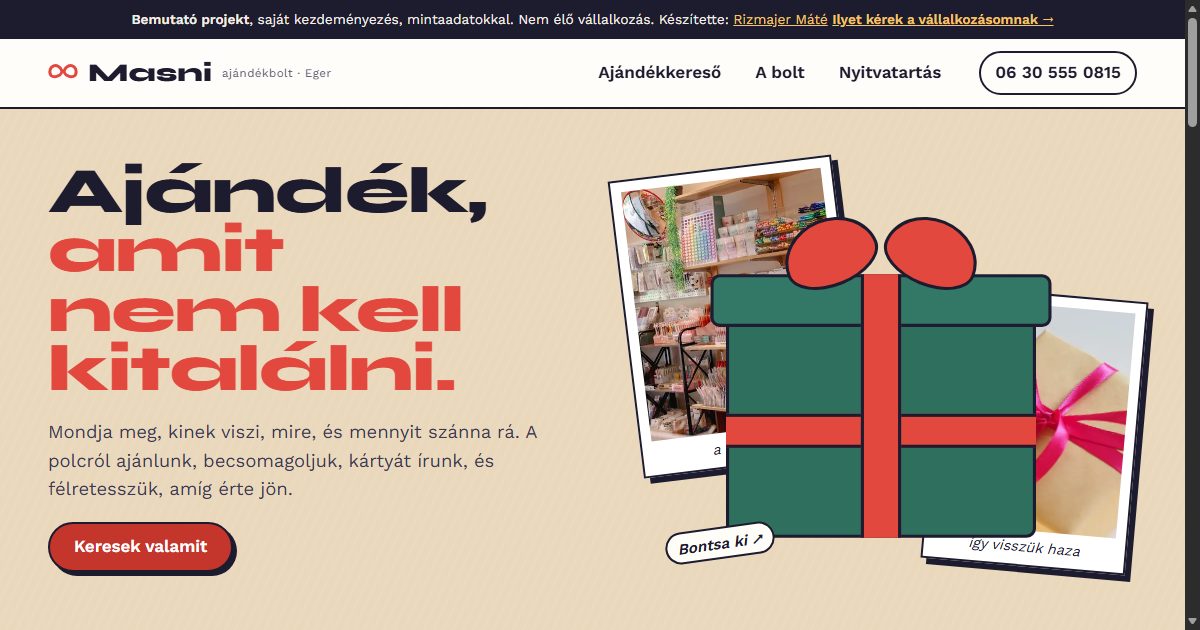 Bemutató projekt, saját kezdeményezés, mintaadatokkal. Nem élő vállalkozás. Készítette: Rizmajer Máté Ilyet kérek a vállalkozásomnak →
Masni ajándékbolt · Eger
Ajándékkereső A bolt Nyitvatartás 06 30 555 0815
Ajándék,
amit
nem kell
kitalálni.
Mondja meg, kinek viszi, mire, és mennyit szánna rá. A
polcról ajánlunk, becsomagoljuk, kártyát írunk, és
félretesszük, amíg érte jön.
Keresek valamit
a
Bontsa ki ↗
így visszük haza